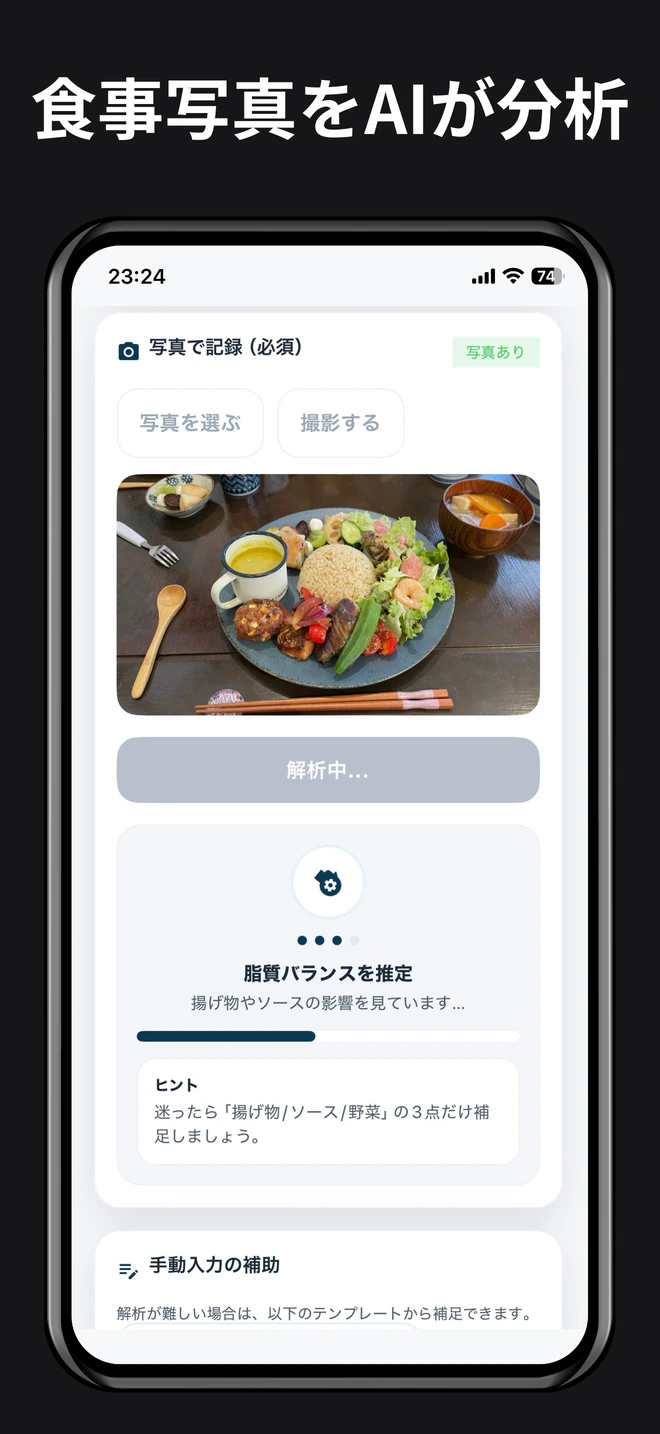 食事写真をAIが分析
23:24
74
写真で記録（必須）
写真あり
写真を選ぶ
撮影する
解析中...
脂質バランスを推定
揚げ物やソースの影響を見ています...
ヒント
迷ったら「揚げ物/ソース/野菜」の3点だけ補
足しましょう。
手動入力の補助
解析が難しい場合は、以下のテンプレートから補足できます。